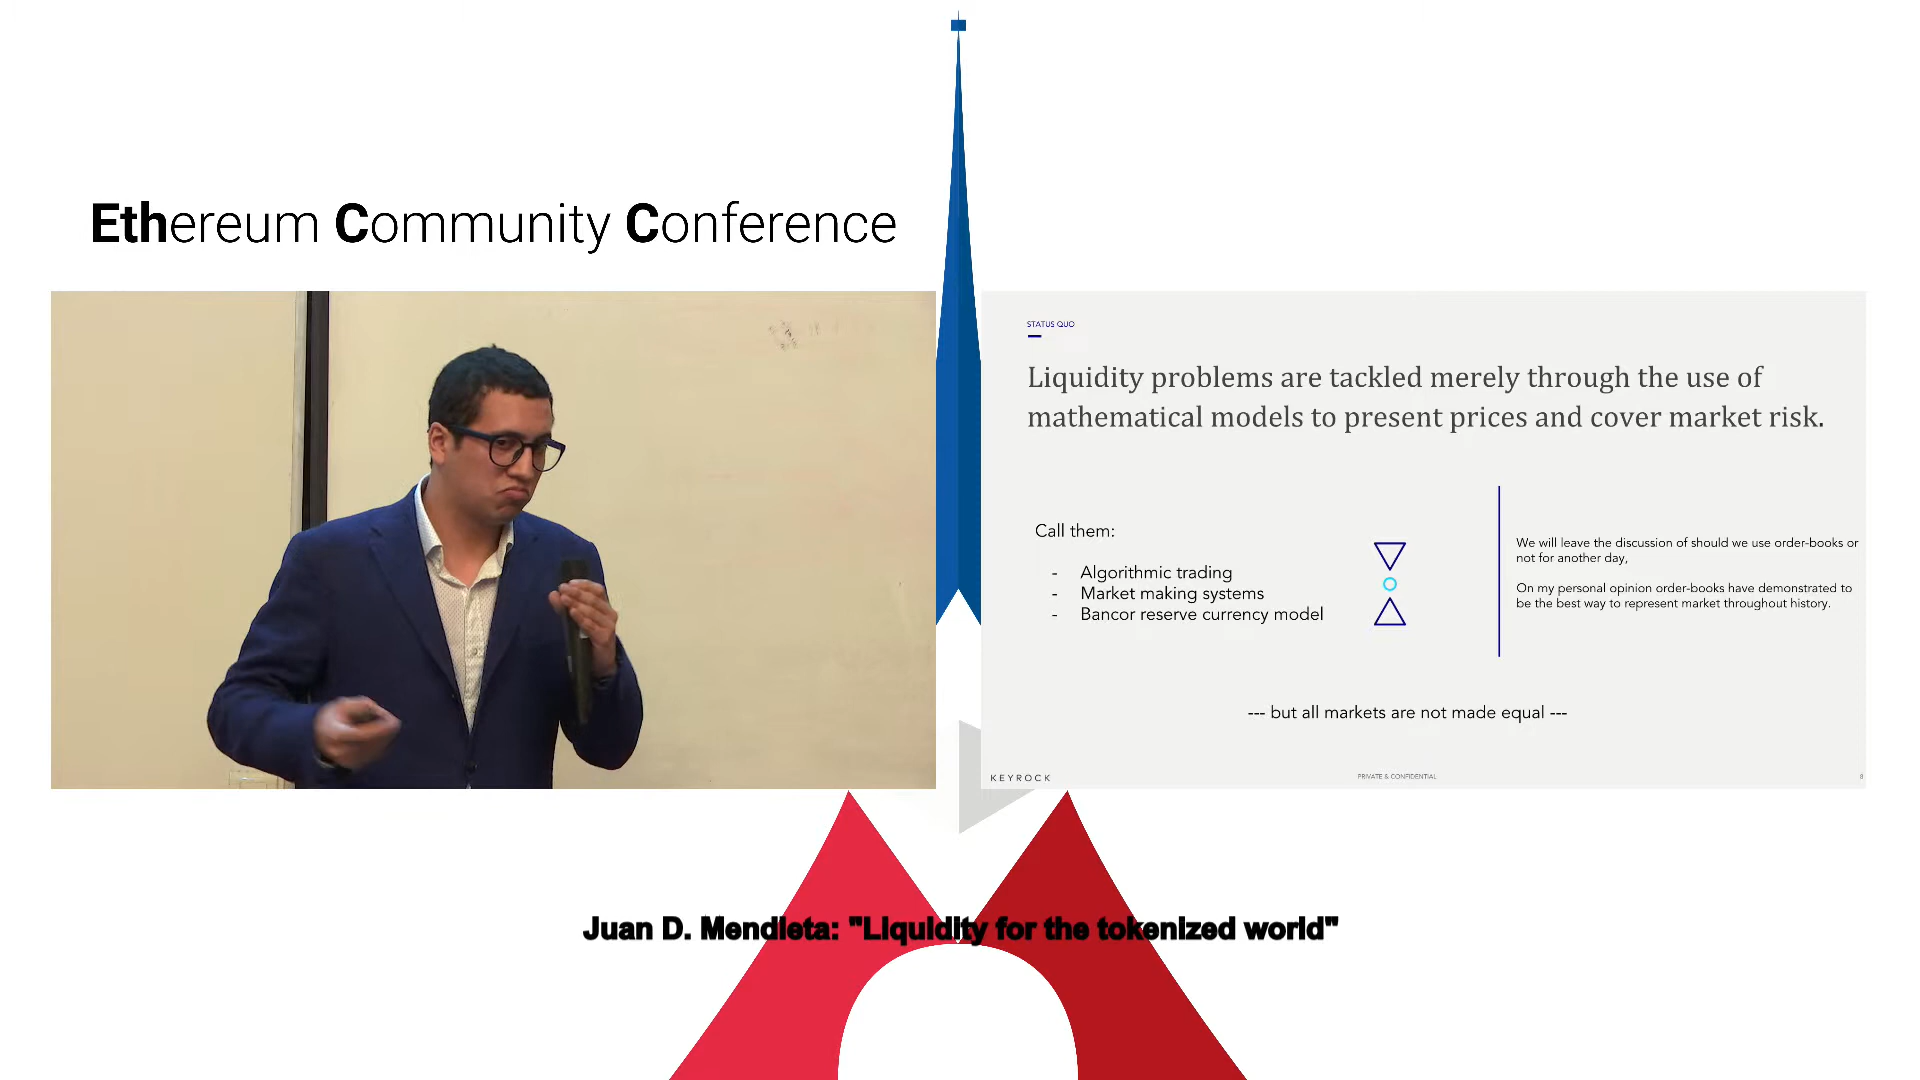 Ethereum Community Conference
STATUS QUO
Liquidity problems are tackled merely through the use of
mathematical models to present prices and cover market risk.
Call them:
- Algorithmic trading
- Market making systems
- Bancor reserve currency model
We will leave the discussion of should we use order-books or
not for another day,
On my personal opinion order-books have demonstrated to
be the best way to represent market throughout history.
--- but all markets are not made equal ---
KEYROCK
PRIVATE & CONFIDENTIAL
8
Juan D. Mendieta: "Liquidity for the tokenized world"